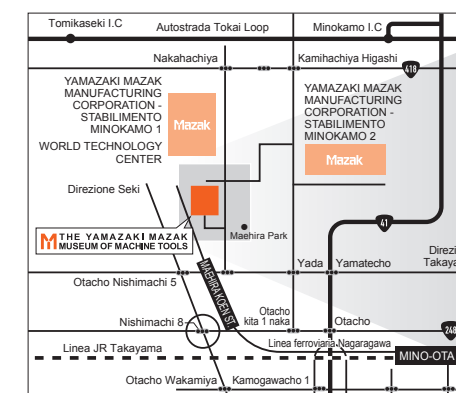 Tomikaseki I.C
Autostrada Tokai Loop
Minokamo I.C
Nakahachiya
Kamihachiya Higashi
418
YAMAZAKI MAZAK
MANUFACTURING
CORPORATION -
STABILIMENTO
MINOKAMO 1
WORLD TECHNOLOGY
CENTER
Mazak
YAMAZAKI MAZAK
MANUFACTURING
CORPORATION -
STABILIMENTO
MINOKAMO 2
Mazak
Direzione Seki
41
THE YAMAZAKI MAZAK
MUSEUM OF MACHINE TOOLS
Maehira Park
MAEHIRA KOEN ST.
Direzi
Takaya
Yada
Yamatecho
Otacho Nishimachi 5
Otacho
kita 1 naka
Nishimachi 8
Otacho
248
Linea JR Takayama
Linea ferroviaria Nagaragawa
MINO-OTA
Otacho Wakamiya
Kamogawacho 1